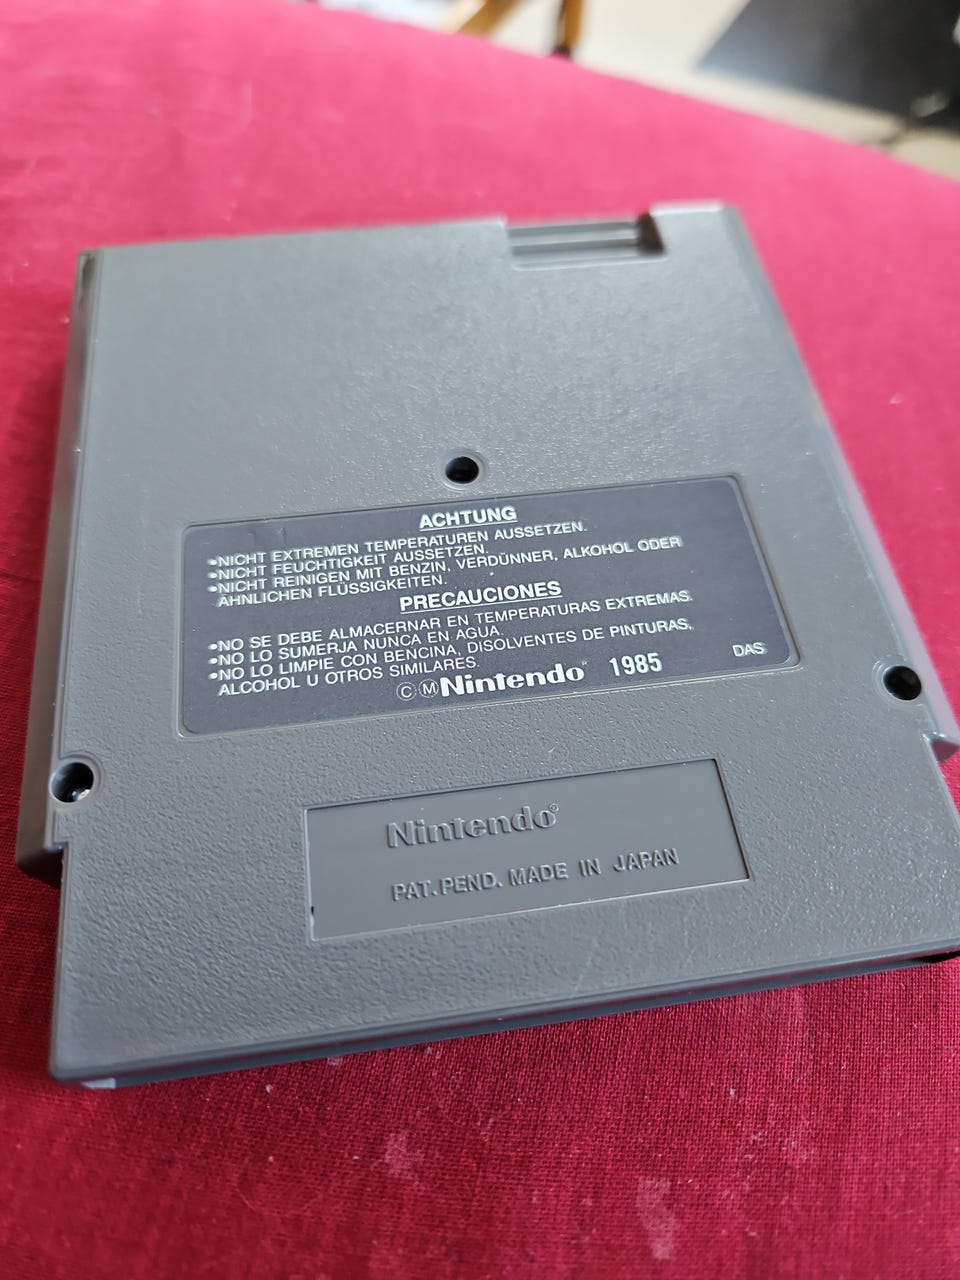 ACHTUNG
•NICHT EXTREMEN TEMPERATUREN AUSSETZEN.
•NICHT FEUCHTIGKEIT AUSSETZEN.
•NICHT REINIGEN MIT BENZIN, VERDÜNNER, ALKOHOL ODER
ÄHNLICHEN FLÜSSIGKEITEN.
PRECAUCIONES
•NO SE DEBE ALMACERNAR EN TEMPERATURAS EXTREMAS.
•NO LO SUMERJA NUNCA EN AGUA.
•NO LO LIMPIE CON BENCINA, DISOLVENTES DE PINTURAS,
ALCOHOL U OTROS SIMILARES.
DAS
©ⓂNintendo® 1985
Nintendo®
PAT. PEND. MADE IN JAPAN